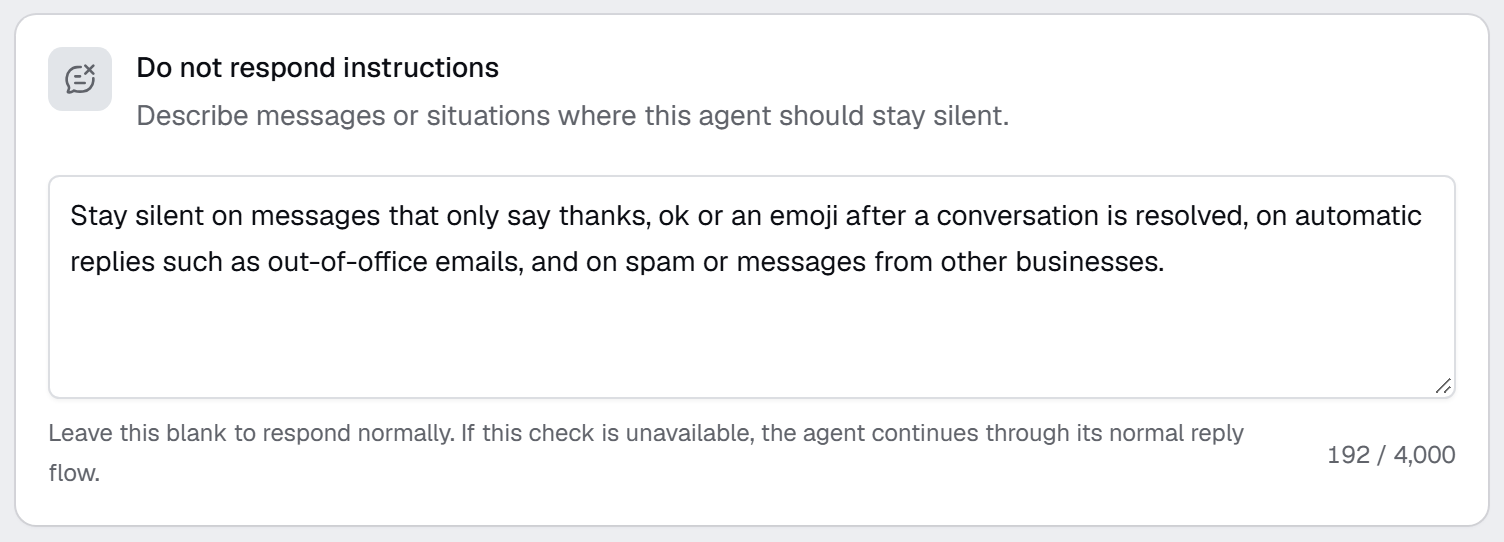 Do not respond instructions
Describe messages or situations where this agent should stay silent.
Stay silent on messages that only say thanks, ok or an emoji after a conversation is resolved, on automatic
replies such as out-of-office emails, and on spam or messages from other businesses.
Leave this blank to respond normally. If this check is unavailable, the agent continues through its normal reply
flow.
192 / 4,000